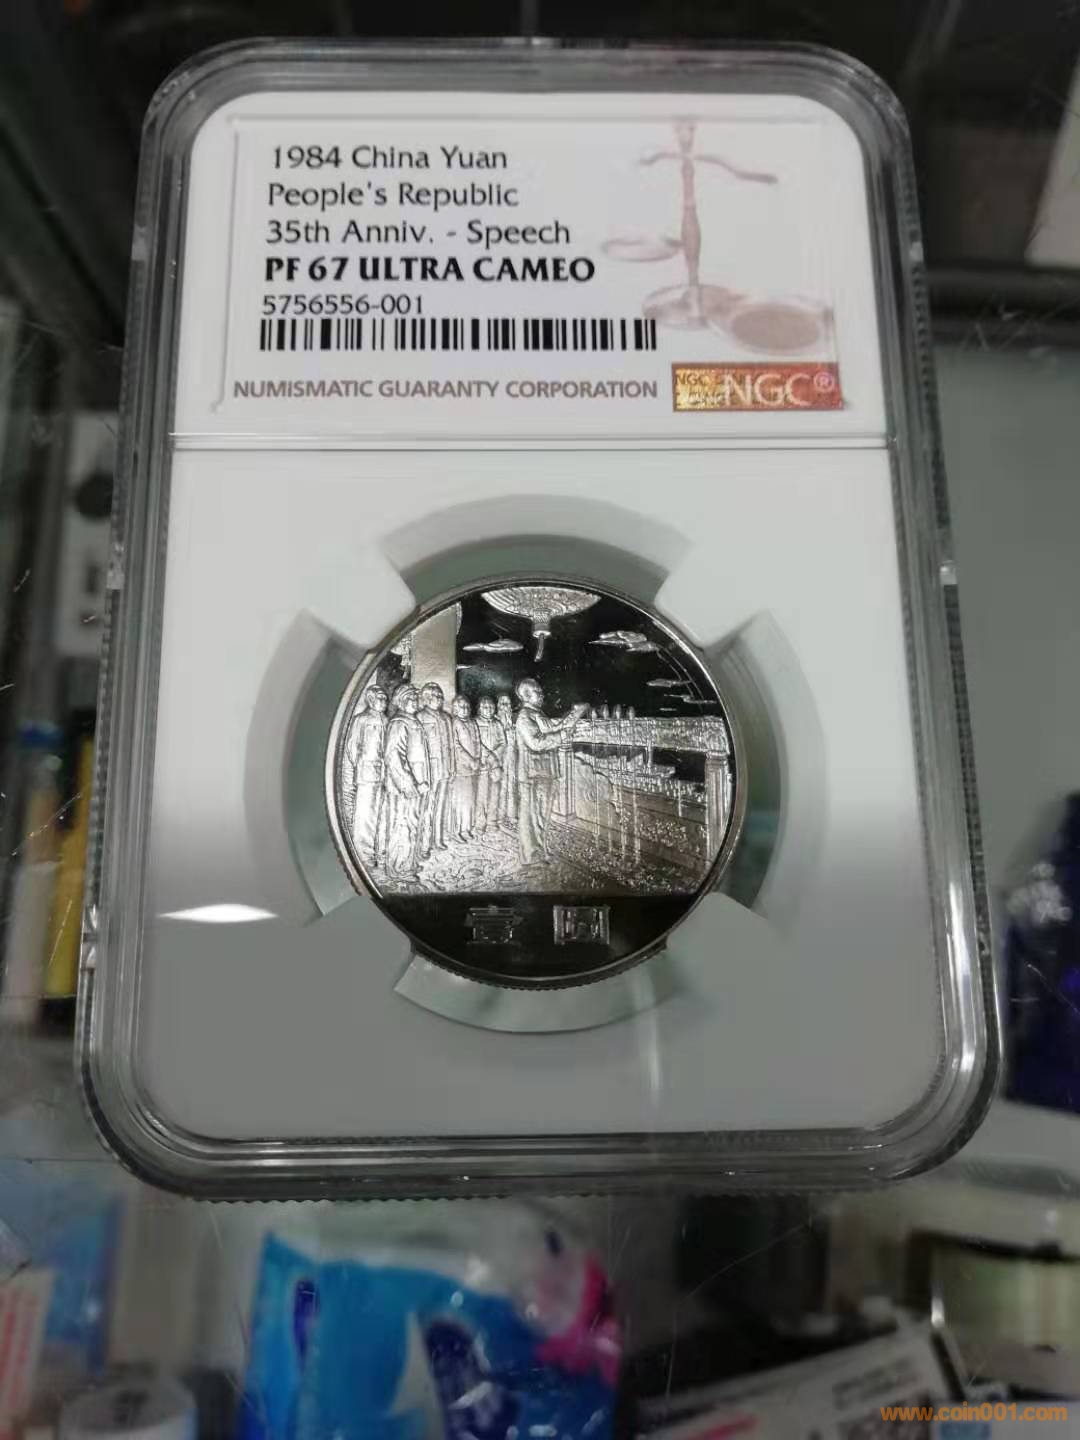 1984 China Yuan
People's Republic
35th Anniv. - Speech
PF 67 ULTRA CAMEO
5756556-001
NUMISMATIC GUARANTY CORPORATION NGC®
壹圆
www.coin001.com